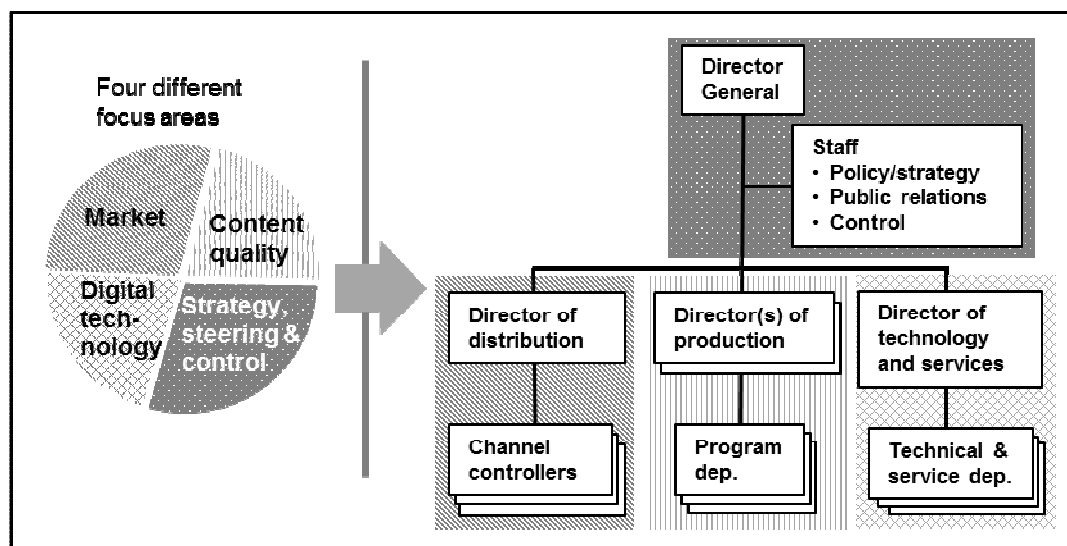 Four different
focus areas
Market
Content
quality
Digital
tech-
nology
Strategy,
steering &
control
Director
General
Staff
• Policy/strategy
• Public relations
• Control
Director of
distribution
Director(s) of
production
Director of
technology
and services
Channel
controllers
Program
dep.
Technical &
service dep.